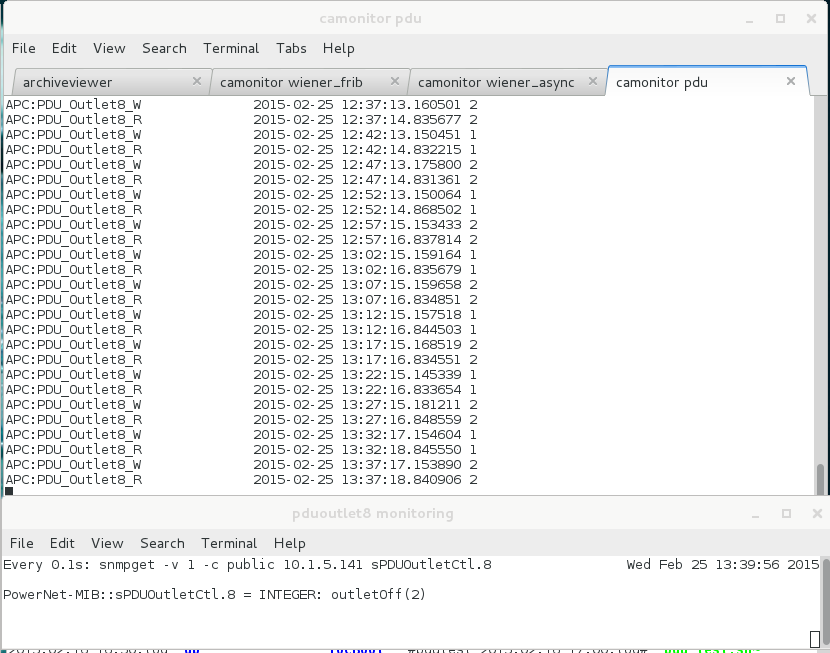 camonitor pdu
File Edit View Search Terminal Tabs Help
archiveviewer camonitor wiener_frib camonitor wiener_async camonitor pdu
APC:PDU_Outlet8_W 2015-02-25 12:37:13.160501 2
APC:PDU_Outlet8_R 2015-02-25 12:37:14.835677 2
APC:PDU_Outlet8_W 2015-02-25 12:42:13.150451 1
APC:PDU_Outlet8_R 2015-02-25 12:42:14.832215 1
APC:PDU_Outlet8_W 2015-02-25 12:47:13.175800 2
APC:PDU_Outlet8_R 2015-02-25 12:47:14.831361 2
APC:PDU_Outlet8_W 2015-02-25 12:52:13.150064 1
APC:PDU_Outlet8_R 2015-02-25 12:52:14.868502 1
APC:PDU_Outlet8_W 2015-02-25 12:57:15.153433 2
APC:PDU_Outlet8_R 2015-02-25 12:57:16.837814 2
APC:PDU_Outlet8_W 2015-02-25 13:02:15.159164 1
APC:PDU_Outlet8_R 2015-02-25 13:02:16.835679 1
APC:PDU_Outlet8_W 2015-02-25 13:07:15.159658 2
APC:PDU_Outlet8_R 2015-02-25 13:07:16.834851 2
APC:PDU_Outlet8_W 2015-02-25 13:12:15.157518 1
APC:PDU_Outlet8_R 2015-02-25 13:12:16.844503 1
APC:PDU_Outlet8_W 2015-02-25 13:17:15.168519 2
APC:PDU_Outlet8_R 2015-02-25 13:17:16.834551 2
APC:PDU_Outlet8_W 2015-02-25 13:22:15.145339 1
APC:PDU_Outlet8_R 2015-02-25 13:22:16.833654 1
APC:PDU_Outlet8_W 2015-02-25 13:27:15.181211 2
APC:PDU_Outlet8_R 2015-02-25 13:27:16.848559 2
APC:PDU_Outlet8_W 2015-02-25 13:32:17.154604 1
APC:PDU_Outlet8_R 2015-02-25 13:32:18.845550 1
APC:PDU_Outlet8_W 2015-02-25 13:37:17.153890 2
APC:PDU_Outlet8_R 2015-02-25 13:37:18.840906 2
pduoutlet8 monitoring
File Edit View Search Terminal Help
Every 0.1s: snmpget -v 1 -c public 10.1.5.141 sPDUOutletCtl.8 Wed Feb 25 13:39:56 2015
PowerNet-MIB::sPDUOutletCtl.8 = INTEGER: outletOff(2)